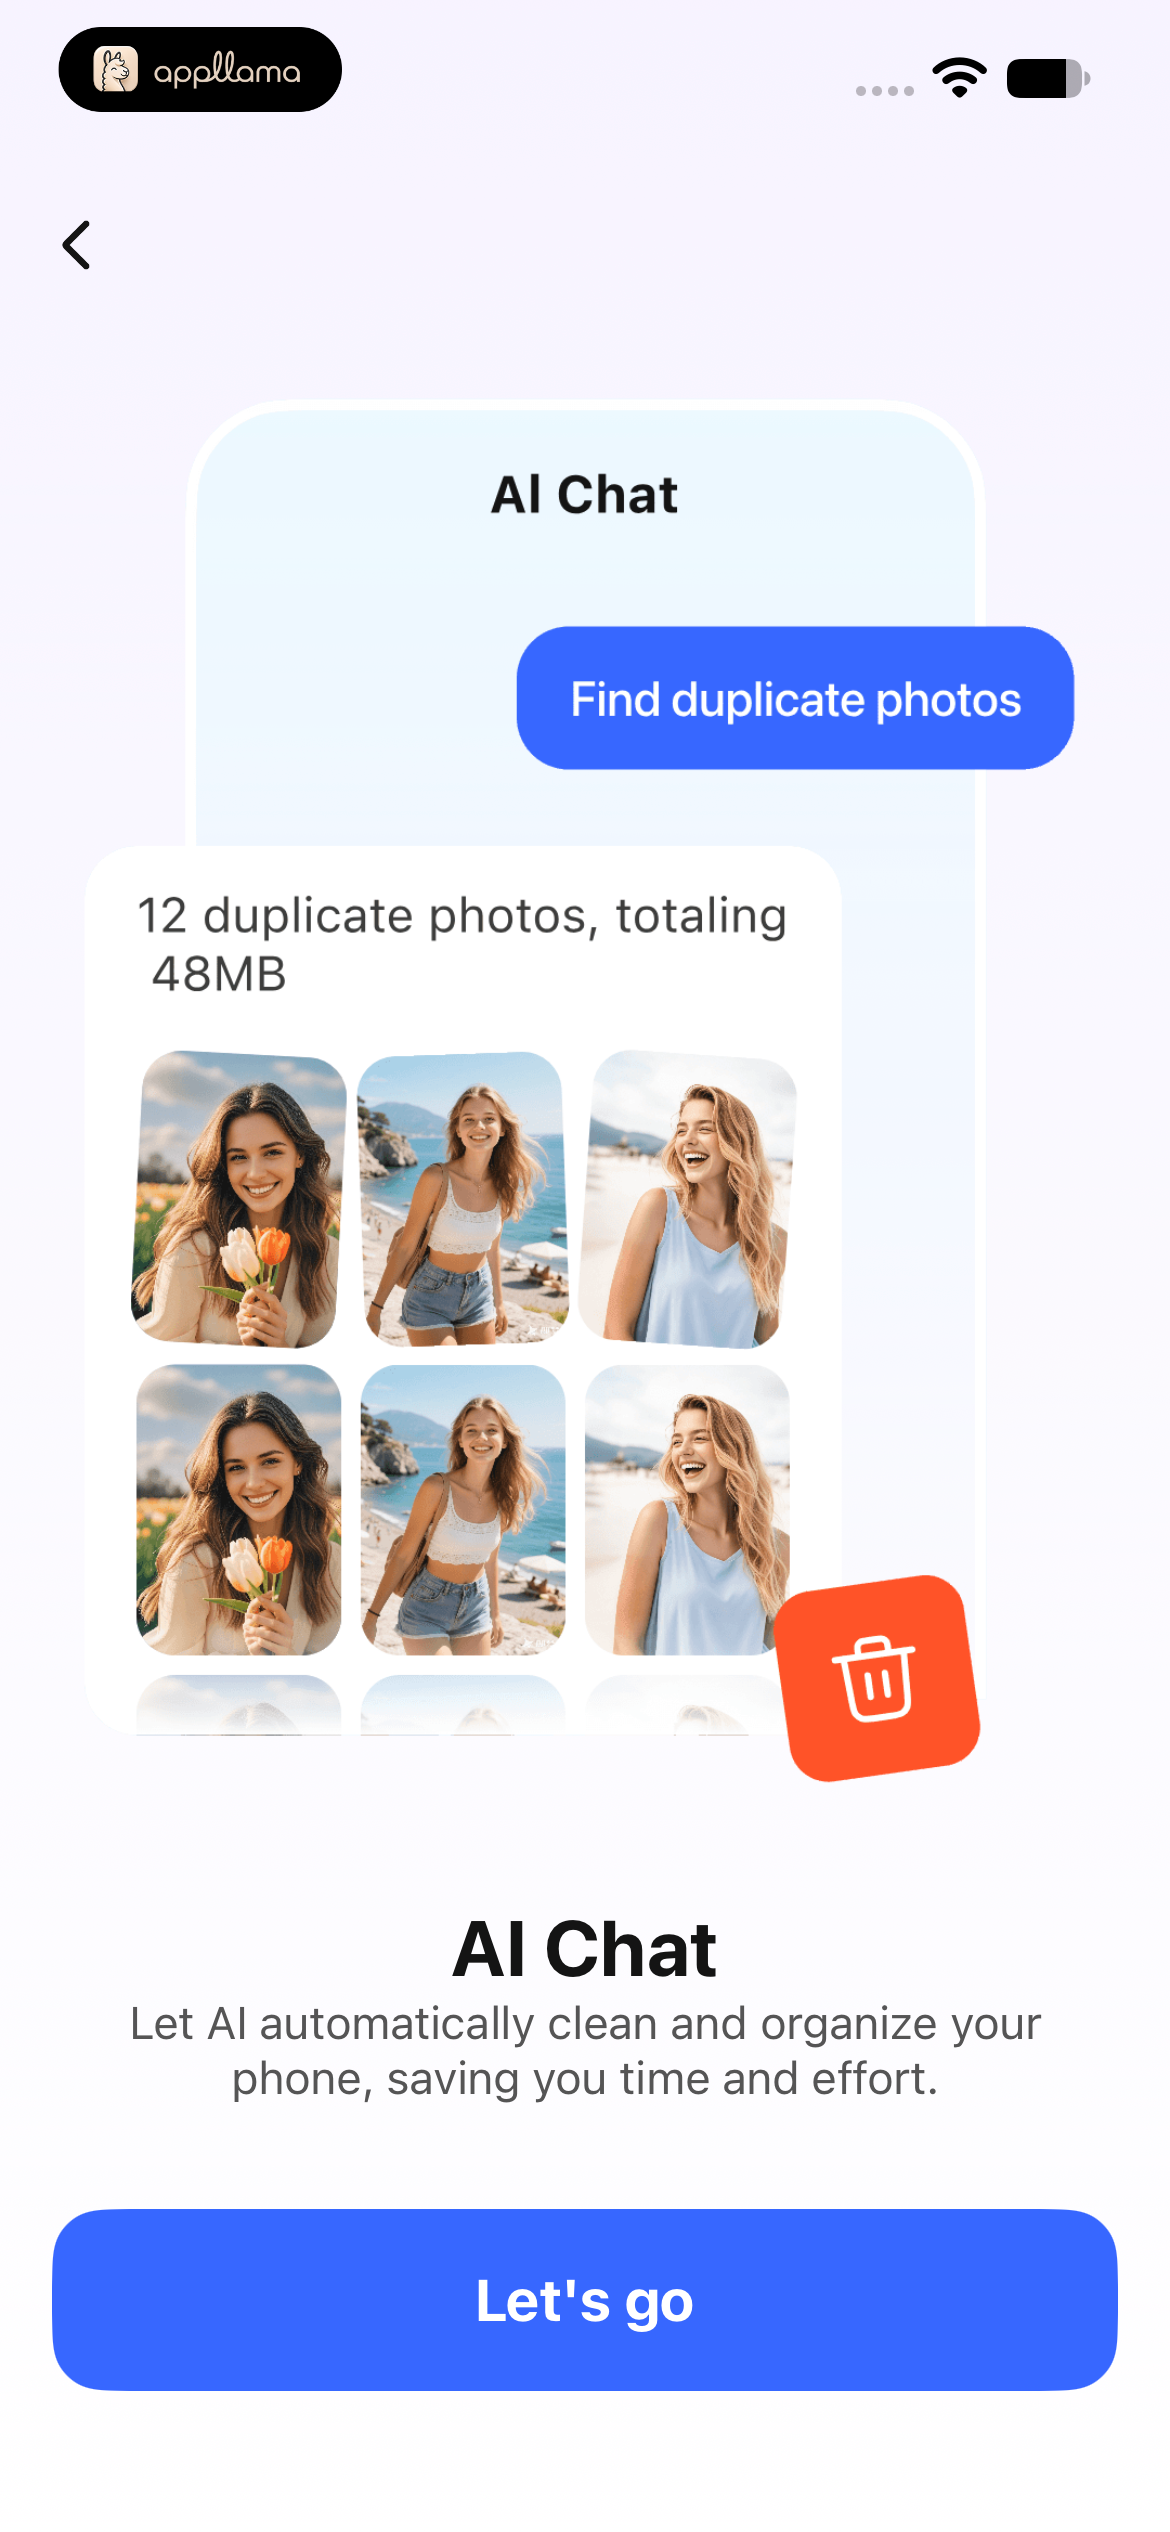 appllama
AI Chat
Find duplicate photos
12 duplicate photos, totaling
48MB
AI Chat
Let AI automatically clean and organize your
phone, saving you time and effort.
Let's go